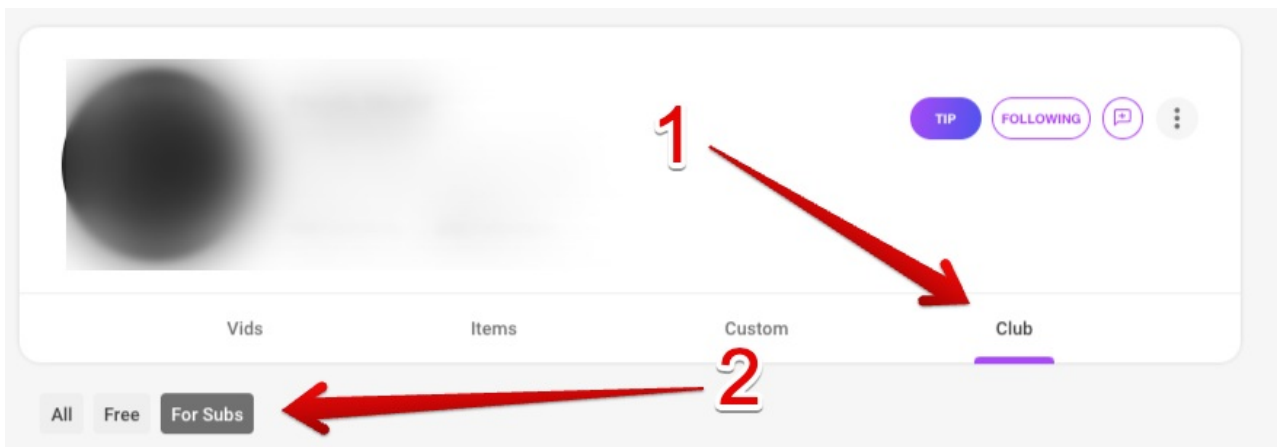 1
TIP FOLLOWING
Vids Items Custom Club
2
All Free For Subs